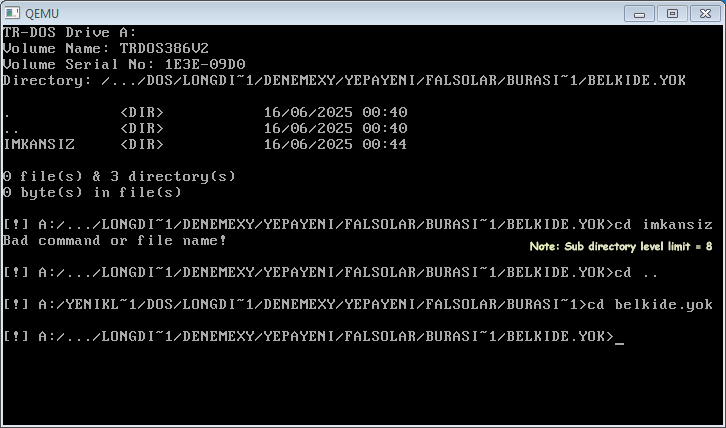 QEMU
TR-DOS Drive A:
Volume Name: TRDOS386V2
Volume Serial No: 1E3E-09D0
Directory: /.../DOS/LONGDI~1/DENEMEXY/YEPAYENI/FALSOLAR/BURASI~1/BELKIDE.YOK
. <DIR> 16/06/2025 00:40
.. <DIR> 16/06/2025 00:40
IMKANSIZ <DIR> 16/06/2025 00:44
0 file(s) & 3 directory(s)
0 byte(s) in file(s)
[!] A:/.../LONGDI~1/DENEMEXY/YEPAYENI/FALSOLAR/BURASI~1/BELKIDE.YOK>cd imkansiz
Bad command or file name!
Note: Sub directory level limit = 8
[!] A:/.../LONGDI~1/DENEMEXY/YEPAYENI/FALSOLAR/BURASI~1/BELKIDE.YOK>cd ..
[!] A:/YENIKL~1/DOS/LONGDI~1/DENEMEXY/YEPAYENI/FALSOLAR/BURASI~1>cd belkide.yok
[!] A:/.../LONGDI~1/DENEMEXY/YEPAYENI/FALSOLAR/BURASI~1/BELKIDE.YOK>_